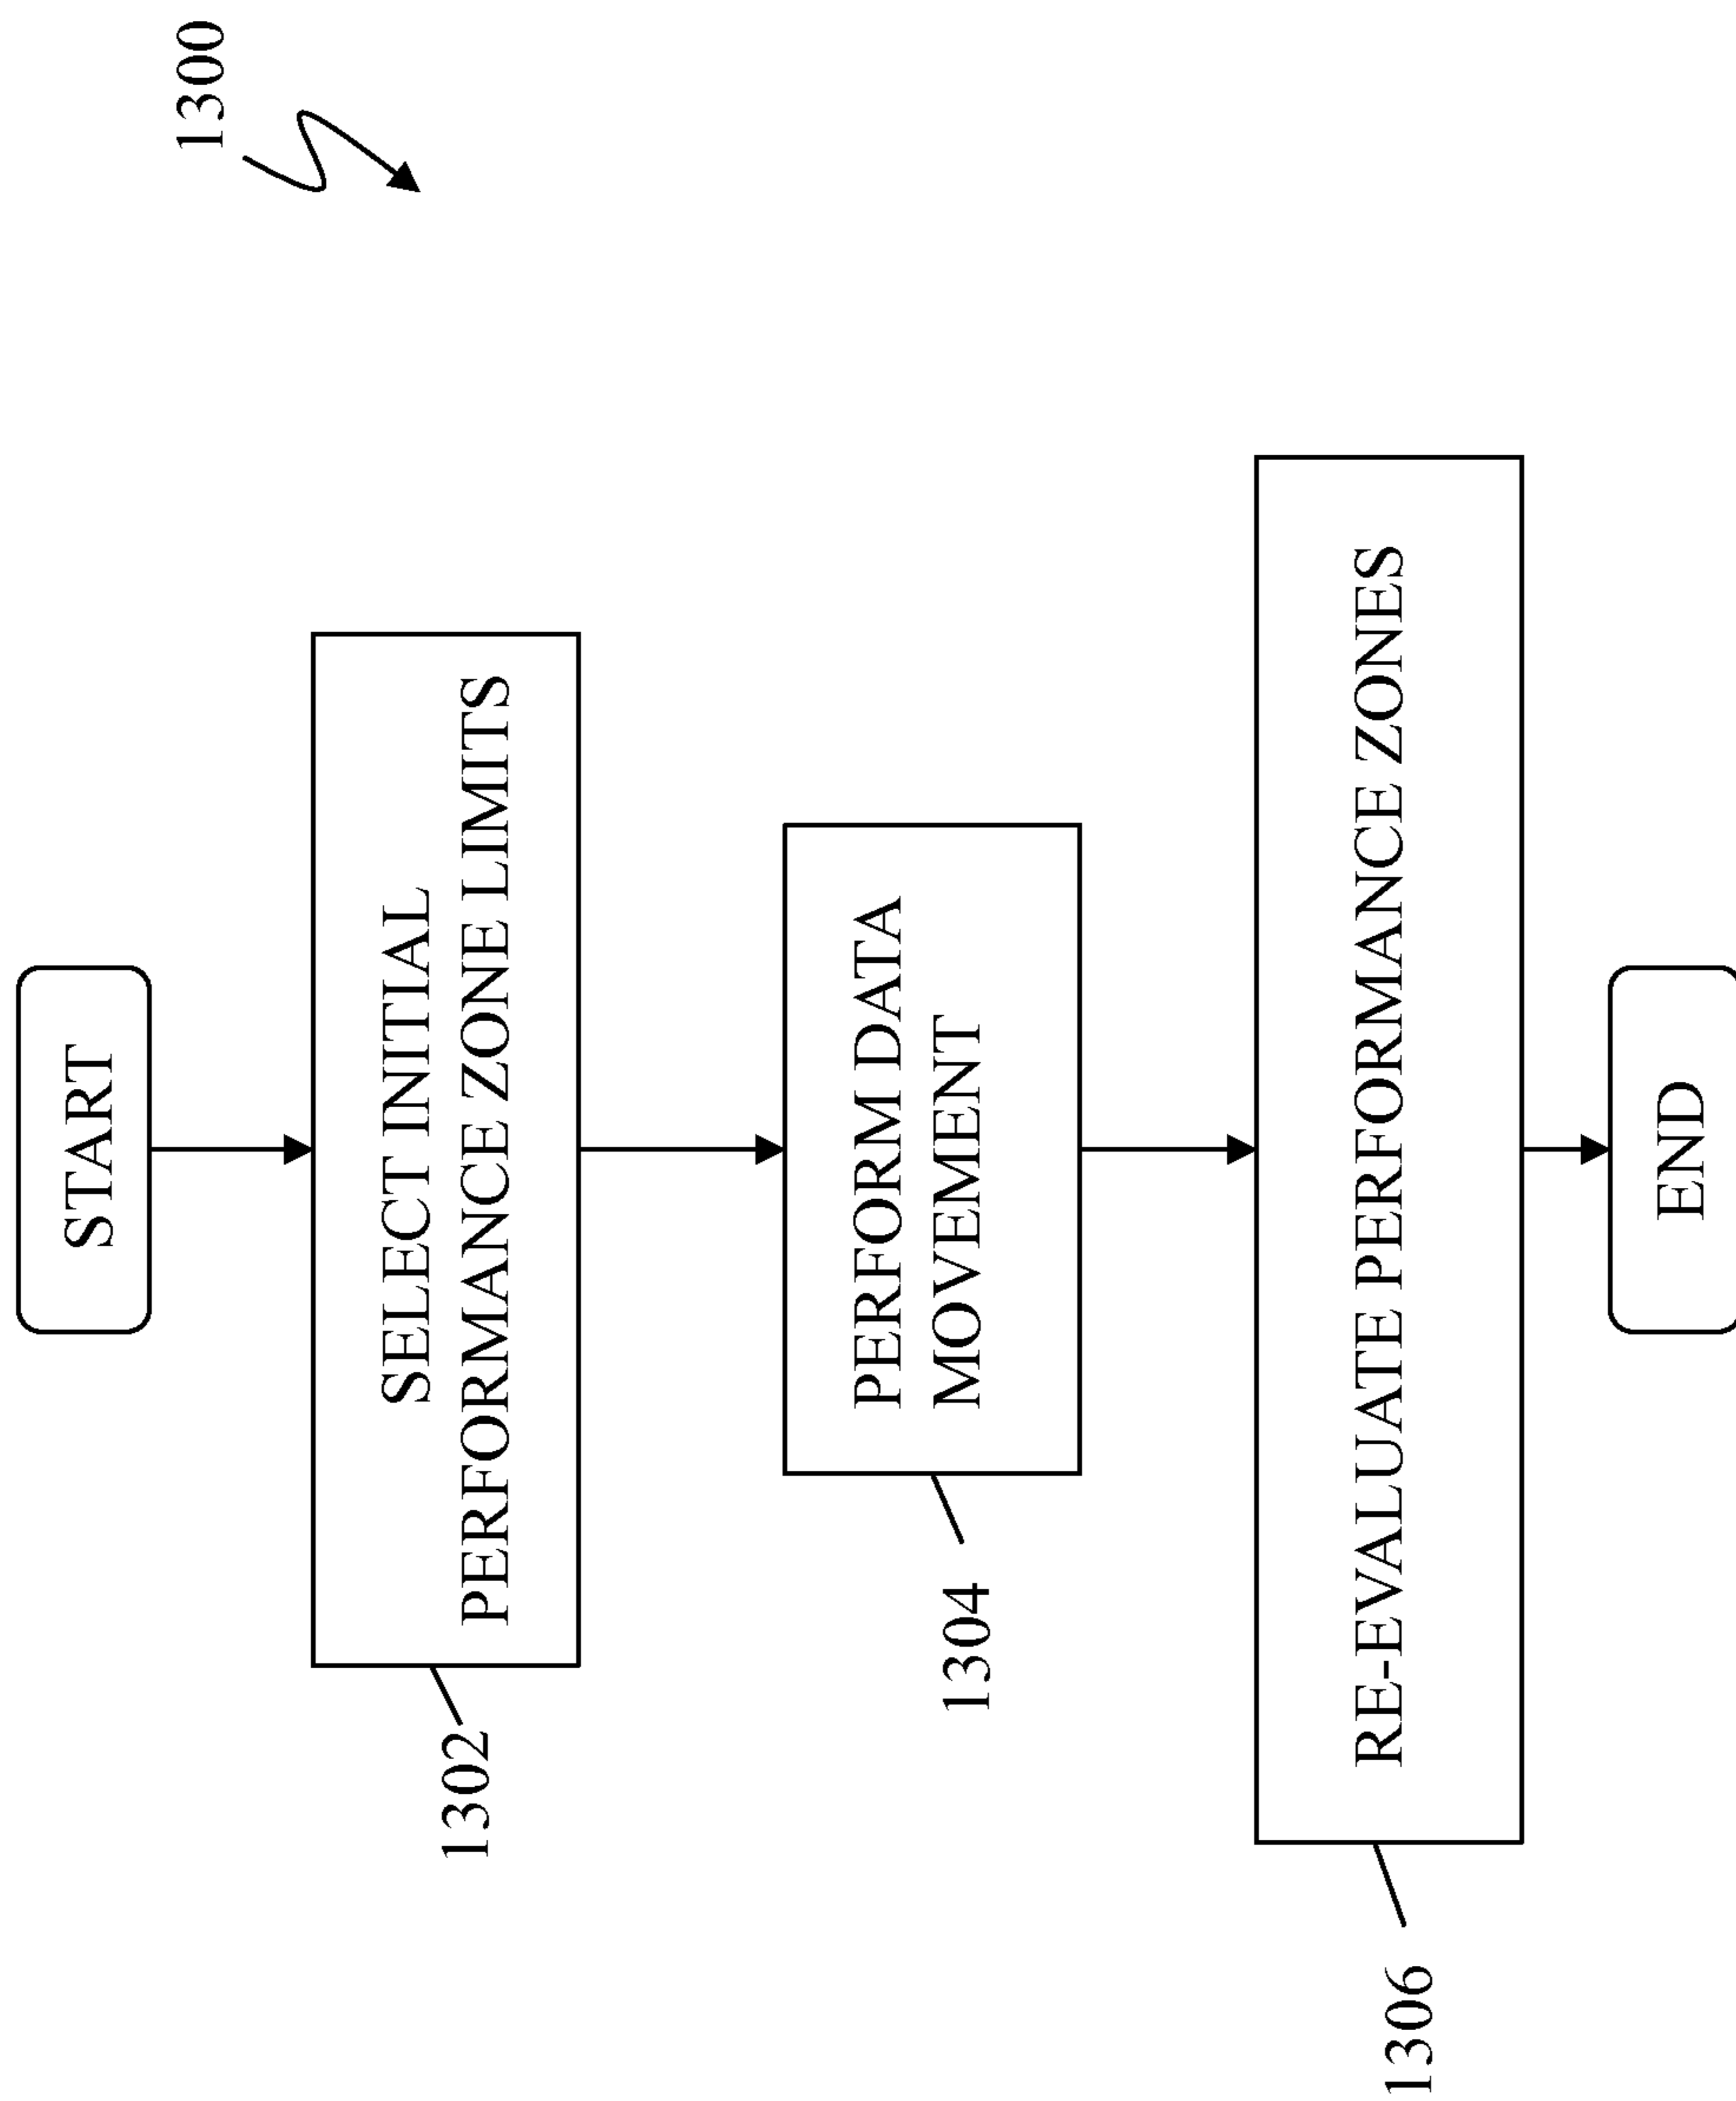 1300
START
SELECT INITIAL
PERFORMANCE ZONE LIMITS
1302
PERFORM DATA
MOVEMENT
1304
RE-EVALUATE PERFORMANCE ZONES
1306
END